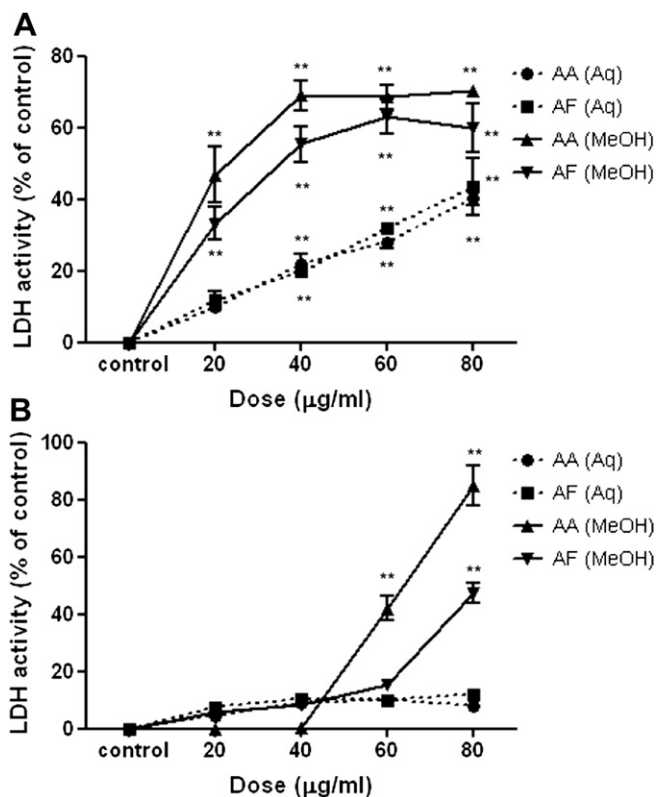 A
LDH activity (% of control)
80
60
40
20
0
** ** ** **
** ** ** **
** ** **
** ** **
control 20 40 60 80
Dose (μg/ml)
AA (Aq)
AF (Aq)
AA (MeOH)
AF (MeOH)
B
LDH activity (% of control)
100
80
60
40
20
0
**
** **
control 20 40 60 80
Dose (μg/ml)
AA (Aq)
AF (Aq)
AA (MeOH)
AF (MeOH)